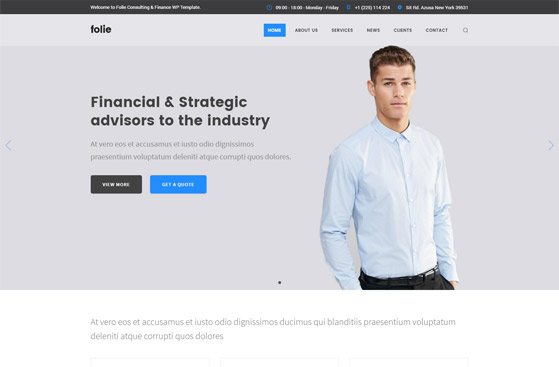 Welcome to Folie Consulting & Finance WP Template.
09:00 - 18:00 - Monday - Friday
+1 (225) 114 224
Sit Rd. Azusa New York 39531
folie
HOME
ABOUT US
SERVICES
NEWS
CLIENTS
CONTACT
Financial & Strategic
advisors to the industry
At vero eos et accusamus et iusto odio dignissimos
praesentium voluptatum deleniti atque corrupti quos dolores.
VIEW MORE
GET A QUOTE
At vero eos et accusamus et iusto odio dignissimos ducimus qui blanditiis praesentium voluptatum
deleniti atque corrupti quos dolores